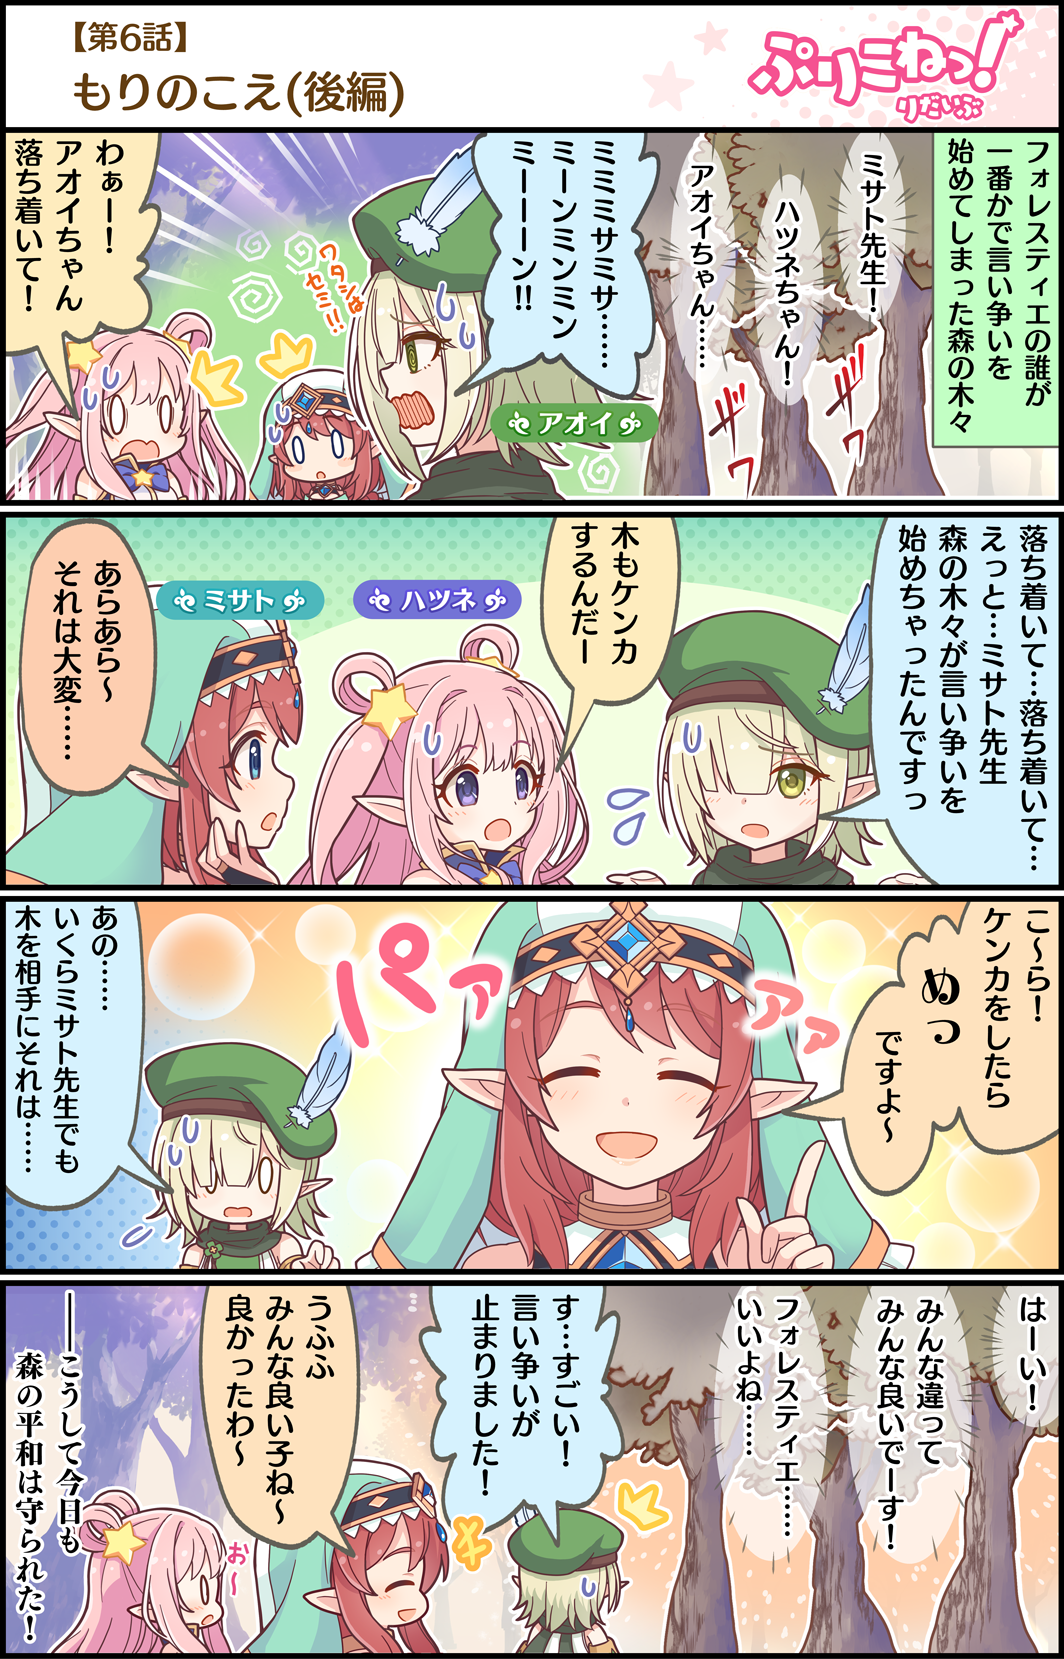 【第6話】
もりのこえ(後編)
ぷりこねっ!
りだいぶ
フォレスティエの誰が
一番かで言い争いを
始めてしまった森の木々
ミサト先生!
ハツネちゃん!
アオイちゃん……
ザワ
ザワ
ミミミサミサ……
ミーンミンミン
ミーーーン!!
アオイ
ワタシは
セミ!!
わぁー!
アオイちゃん
落ち着いて!
落ち着いて…落ち着いて…
えっと…ミサト先生
森の木々が言い争いを
始めちゃったんですっ
木もケンカ
するんだー
ハツネ
ミサト
あらあら〜
それは大変……
こ〜ら!
ケンカをしたら
めっ
ですよ〜
パァァァ
あの……
いくらミサト先生でも
木を相手にそれは……
はーい!
みんな違って
みんな良いでーす!
フォレスティエ……
いいよね……
す…すごい!
言い争いが
止まりました!
うふふ
みんな良い子ね〜
良かったわ〜
お〜
――こうして今日も
森の平和は守られた!